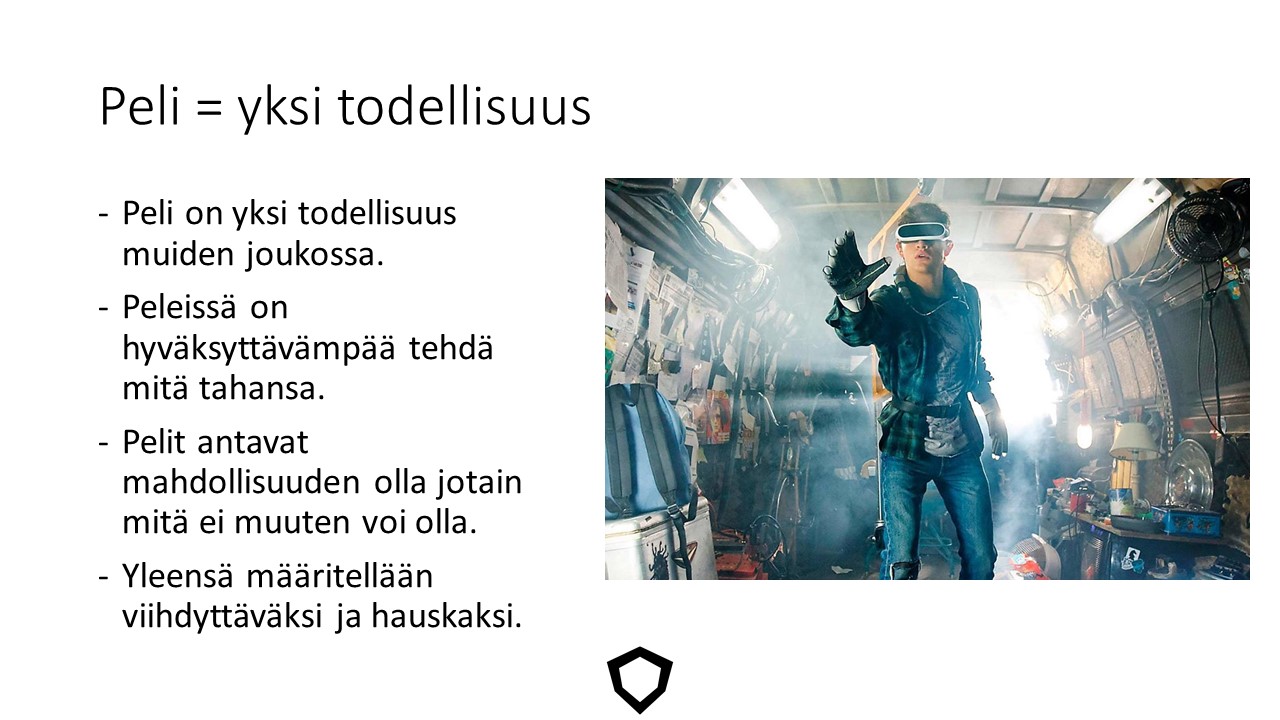 Peli = yksi todellisuus
- Peli on yksi todellisuus
muiden joukossa.
- Peleissä on
hyväksyttävämpää tehdä
mitä tahansa.
- Pelit antavat
mahdollisuuden olla jotain
mitä ei muuten voi olla.
- Yleensä määritellään
viihdyttäväksi ja hauskaksi.